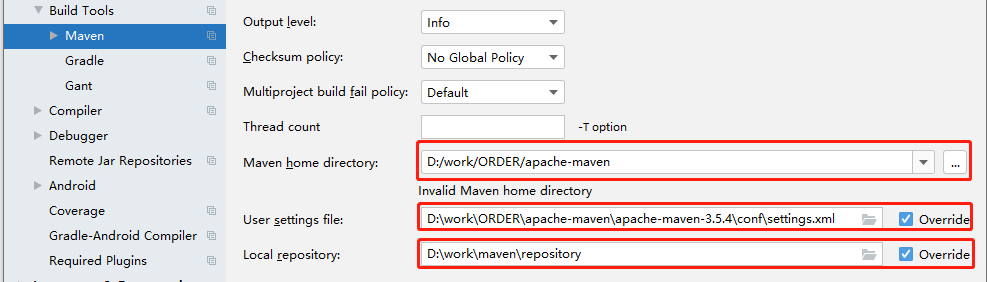 Build Tools
Maven
Gradle
Gant
Compiler
Debugger
Remote Jar Repositories
Android
Coverage
Gradle-Android Compiler
Required Plugins
Output level: Info
Checksum policy: No Global Policy
Multiproject build fail policy: Default
Thread count -T option
Maven home directory: D:/work/ORDER/apache-maven ...
Invalid Maven home directory
User settings file: D:\work\ORDER\apache-maven\apache-maven-3.5.4\conf\settings.xml Override
Local repository: D:\work\maven\repository Override